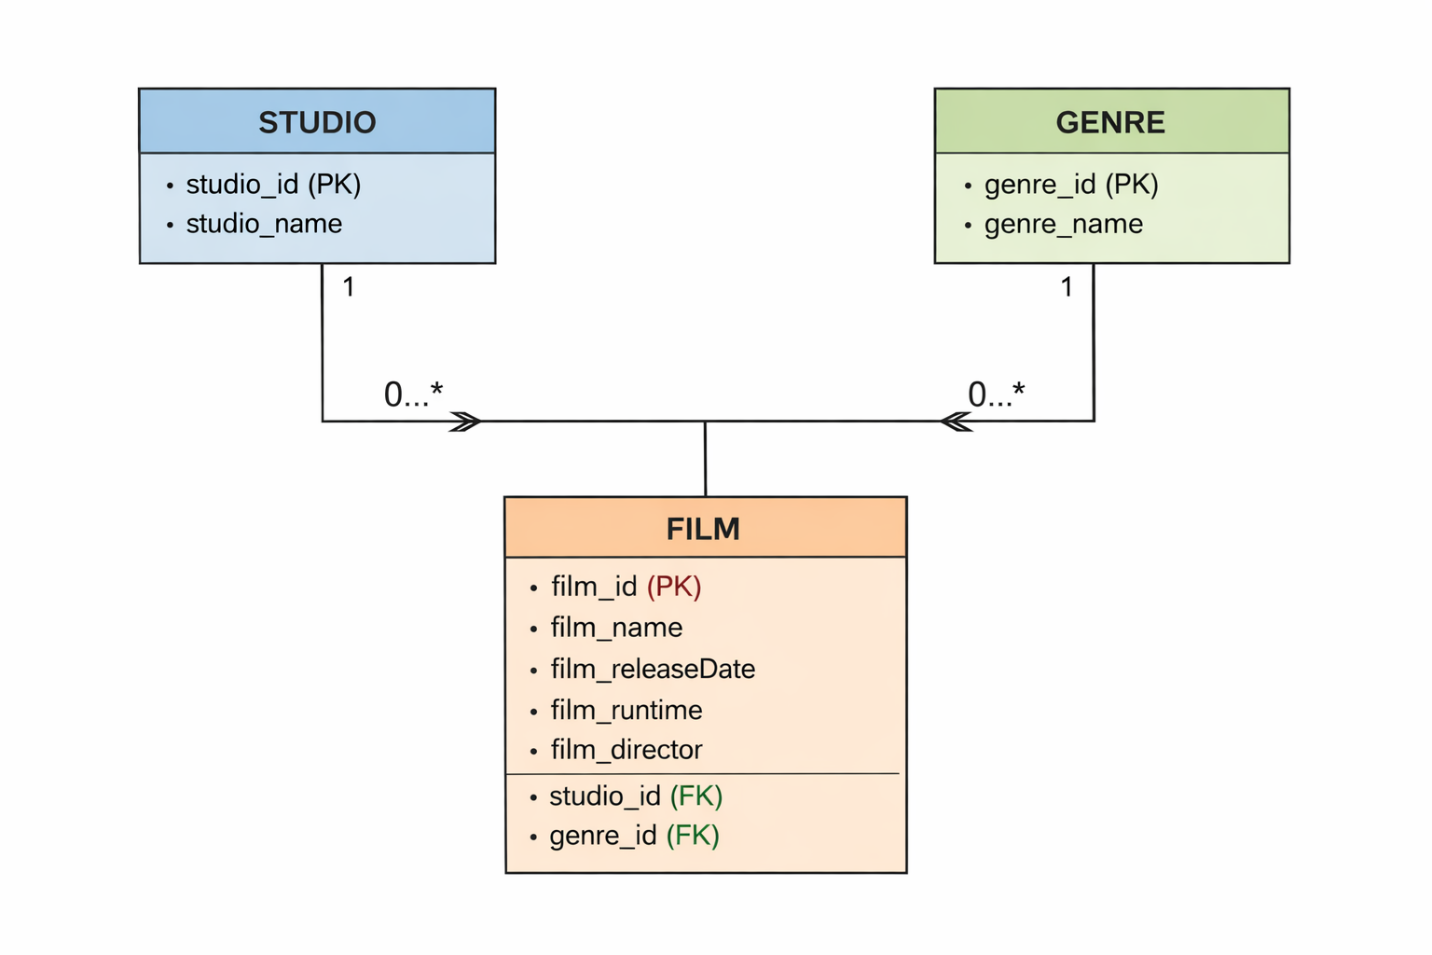 STUDIO
• studio_id (PK)
• studio_name
GENRE
• genre_id (PK)
• genre_name
1
1
0...*
0...*
FILM
• film_id (PK)
• film_name
• film_releaseDate
• film_runtime
• film_director
• studio_id (FK)
• genre_id (FK)